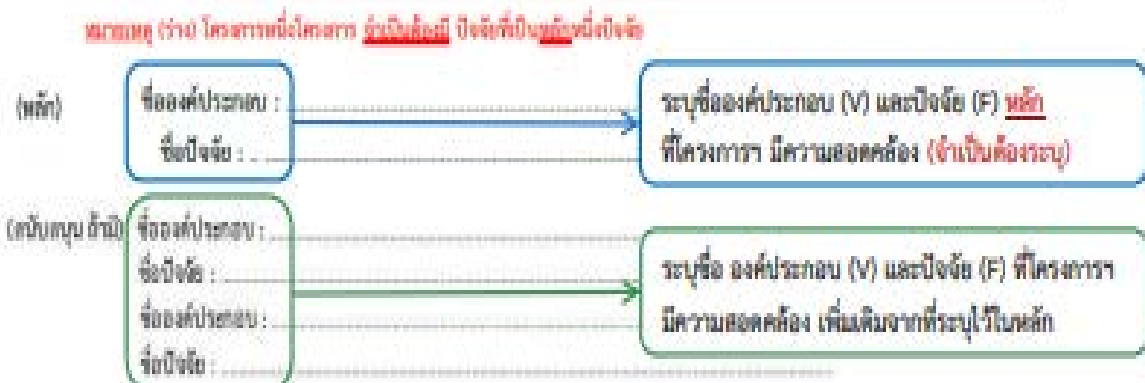 หมายเหตุ (ร่าง) โครงการหนึ่งโครงการ จำเป็นต้องมี ปัจจัยที่เป็นหลักหนึ่งปัจจัย
(หลัก)
ชื่อองค์ประกอบ :
ชื่อปัจจัย :
ระบุชื่อองค์ประกอบ (V) และปัจจัย (F) หลัก
ที่โครงการฯ มีความสอดคล้อง (จำเป็นต้องระบุ)
(สนับสนุน ถ้ามี)
ชื่อองค์ประกอบ :
ชื่อปัจจัย :
ชื่อองค์ประกอบ :
ชื่อปัจจัย :
ระบุชื่อ องค์ประกอบ (V) และปัจจัย (F) ที่โครงการฯ
มีความสอดคล้อง เพิ่มเติมจากที่ระบุไว้ในหลัก